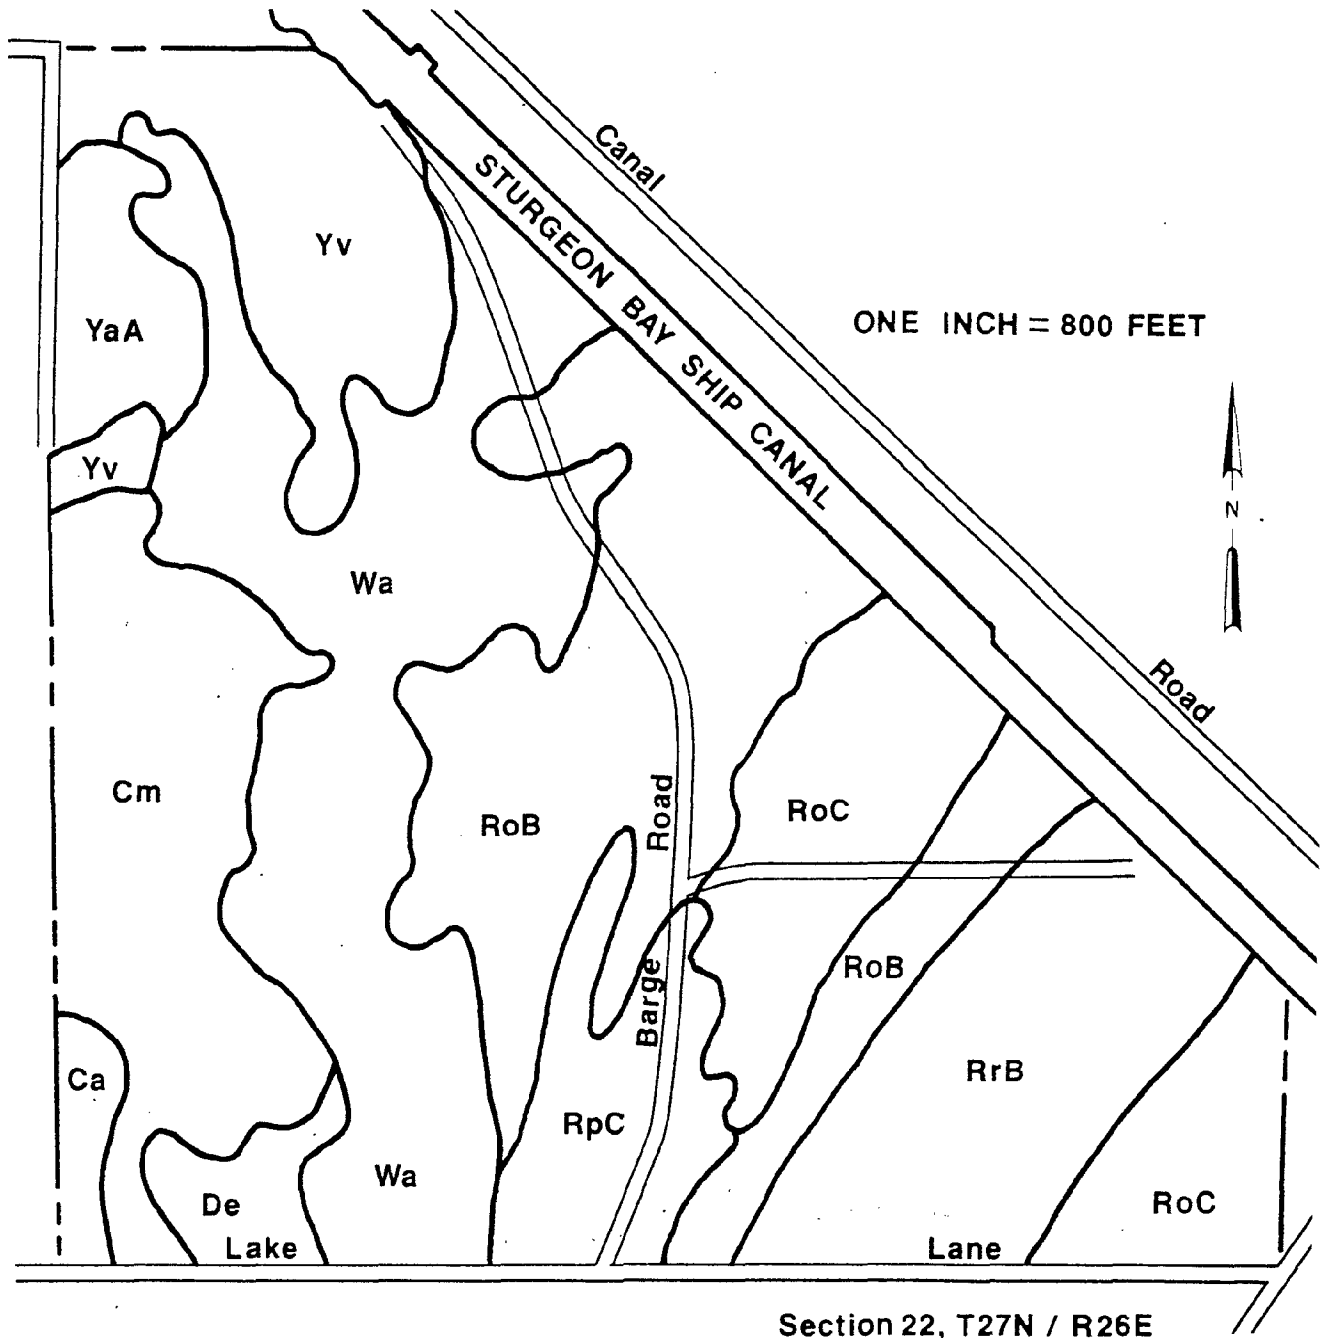 Canal
STURGEON BAY SHIP CANAL
Yv
ONE INCH = 800 FEET
YaA
Yv
N
Wa
Road
Cm
RoB
Road
RoC
RoB
Barge
Ca
RrB
RpC
Wa
De
RoC
Lake
Lane
Section 22, T27N / R26E